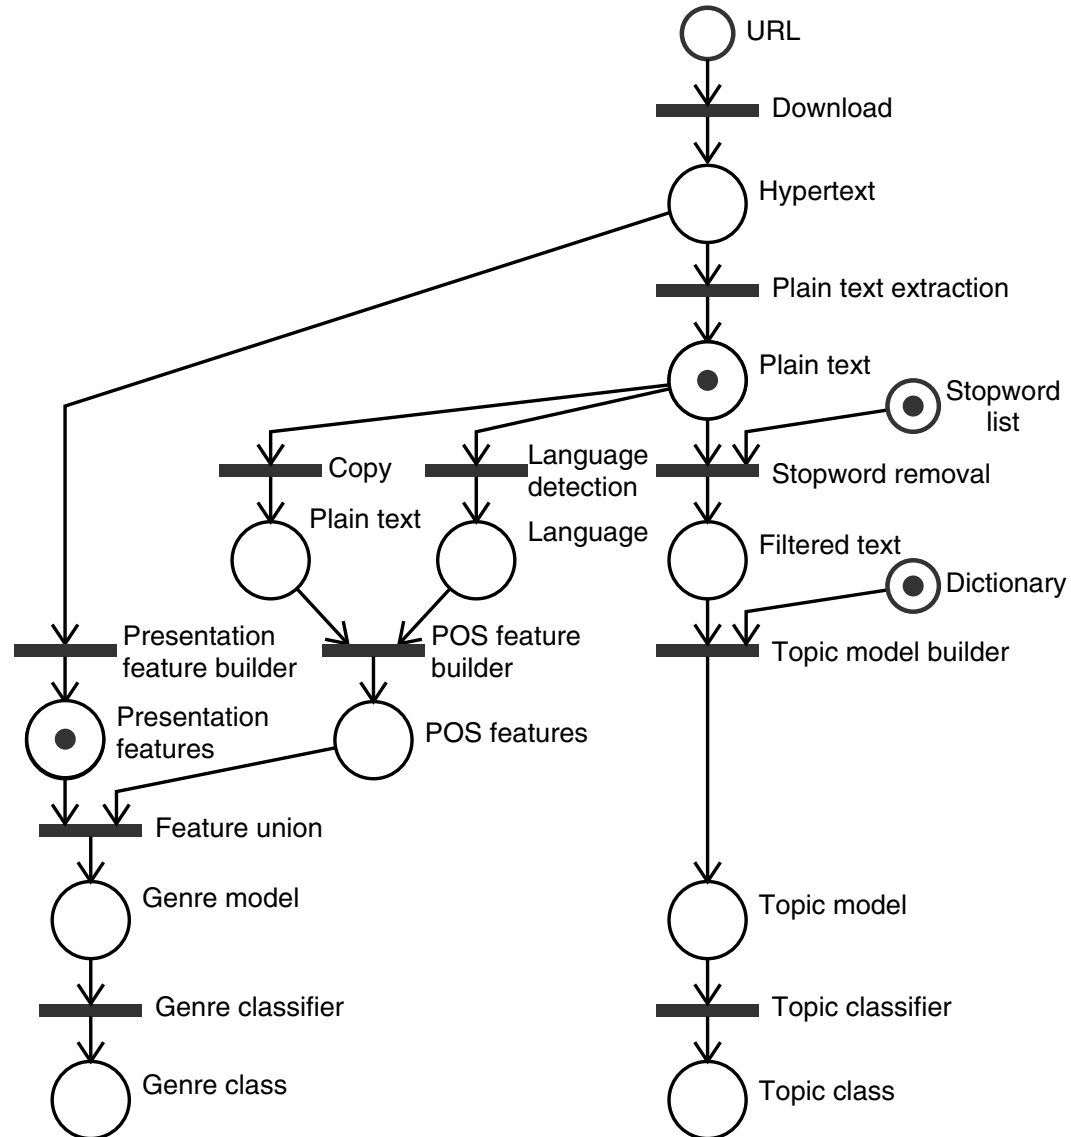 URL
Download
Hypertext
Plain text extraction
Plain text
Stopword
list
Language
detection
Copy
Stopword removal
Plain text
Language
Filtered text
Dictionary
Presentation
feature builder
POS feature
builder
Topic model builder
Presentation
features
POS features
Feature union
Genre model
Topic model
Genre classifier
Topic classifier
Genre class
Topic class